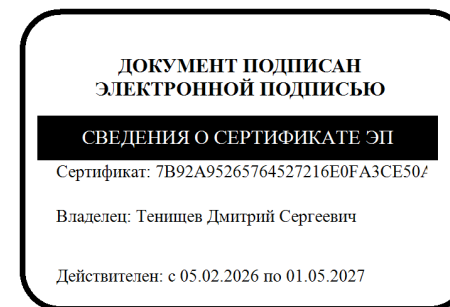 ДОКУМЕНТ ПОДПИСАН
ЭЛЕКТРОННОЙ ПОДПИСЬЮ
СВЕДЕНИЯ О СЕРТИФИКАТЕ ЭП
Сертификат: 7B92A95265764527216E0FA3CE50A
Владелец: Тенищев Дмитрий Сергеевич
Действителен: с 05.02.2026 по 01.05.2027